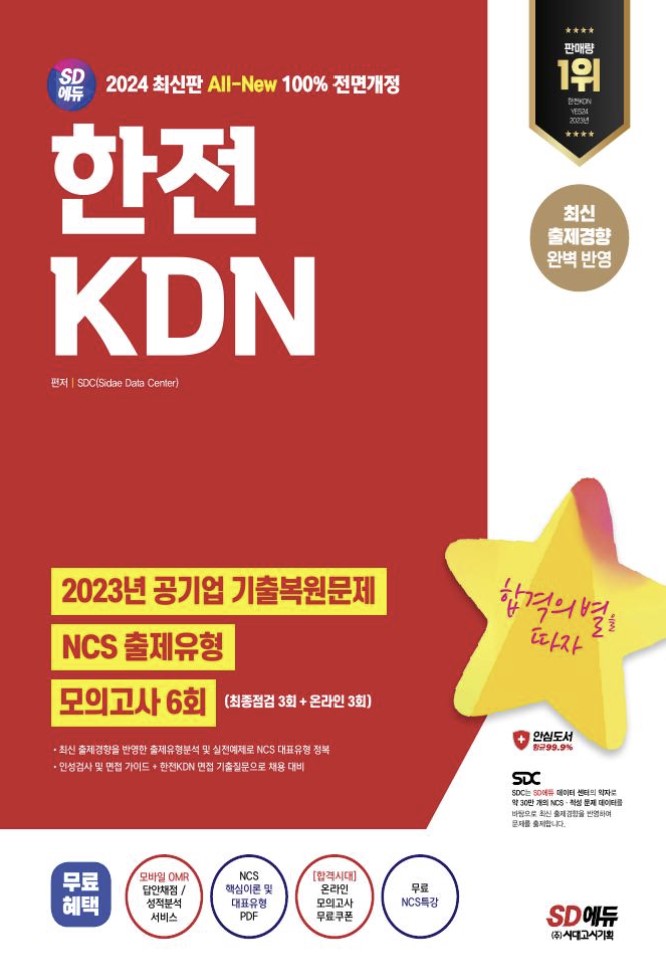 SD
에듀
2024 최신판 All-New 100% 전면개정
판매량
1위
한전KDN
YES24
2023년
한전
KDN
최신
출제경향
완벽 반영
편저 | SDC(Sidae Data Center)
합격의 별을
따자
2023년 공기업 기출복원문제
NCS 출제유형
모의고사 6회 (최종점검 3회 + 온라인 3회)
· 최신 출제경향을 반영한 출제유형분석 및 실전예제로 NCS 대표유형 정복
· 인성검사 및 면접 가이드 + 한전KDN 면접 기출질문으로 채용 대비
안심도서
항균99.9%
SDC
SDC는 SD에듀 데이터 센터의 약자로
약 30만 개의 NCS · 적성 문제 데이터를
바탕으로 최신 출제경향을 반영하여
문제를 출제합니다.
무료
혜택
모바일 OMR
답안채점 /
성적분석
서비스
NCS
핵심이론 및
대표유형
PDF
[합격시대]
온라인
모의고사
무료쿠폰
무료
NCS특강
SD에듀
(주)시대고시기획